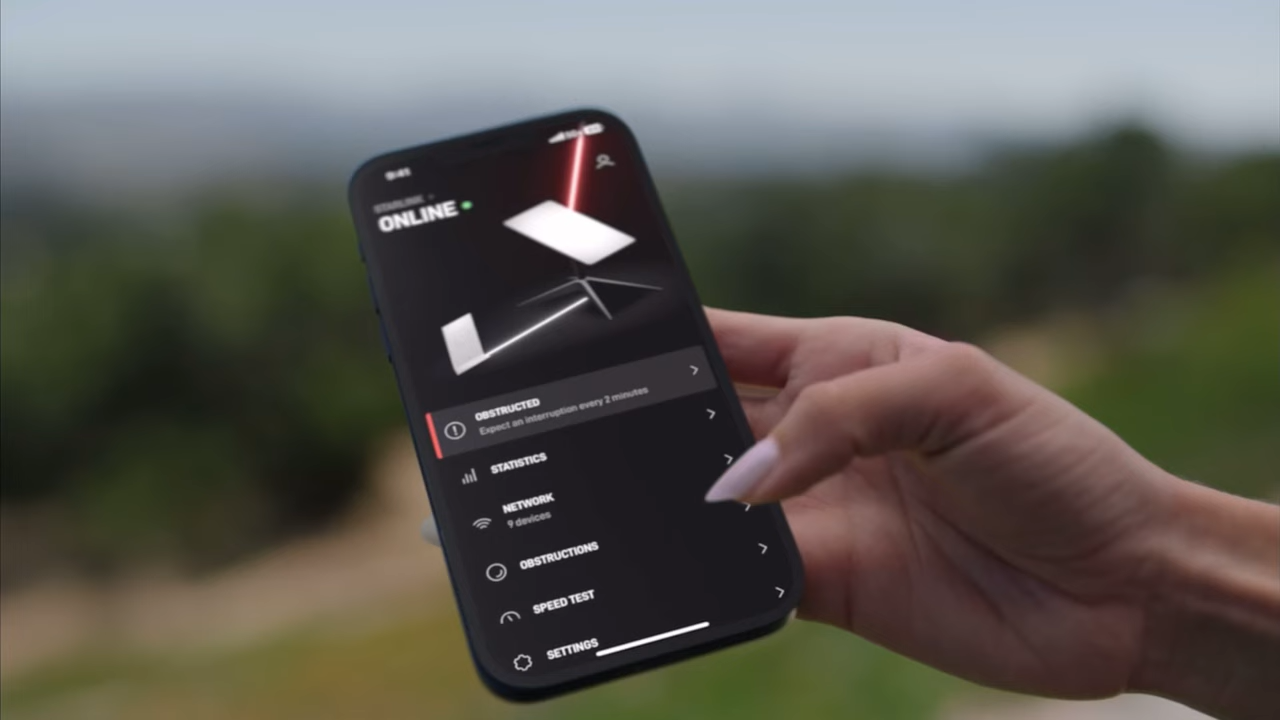 9:41
STARLINK
ONLINE
OBSTRUCTED
Expect an interruption every 2 minutes
STATISTICS
NETWORK
9 devices
OBSTRUCTIONS
SPEED TEST
SETTINGS